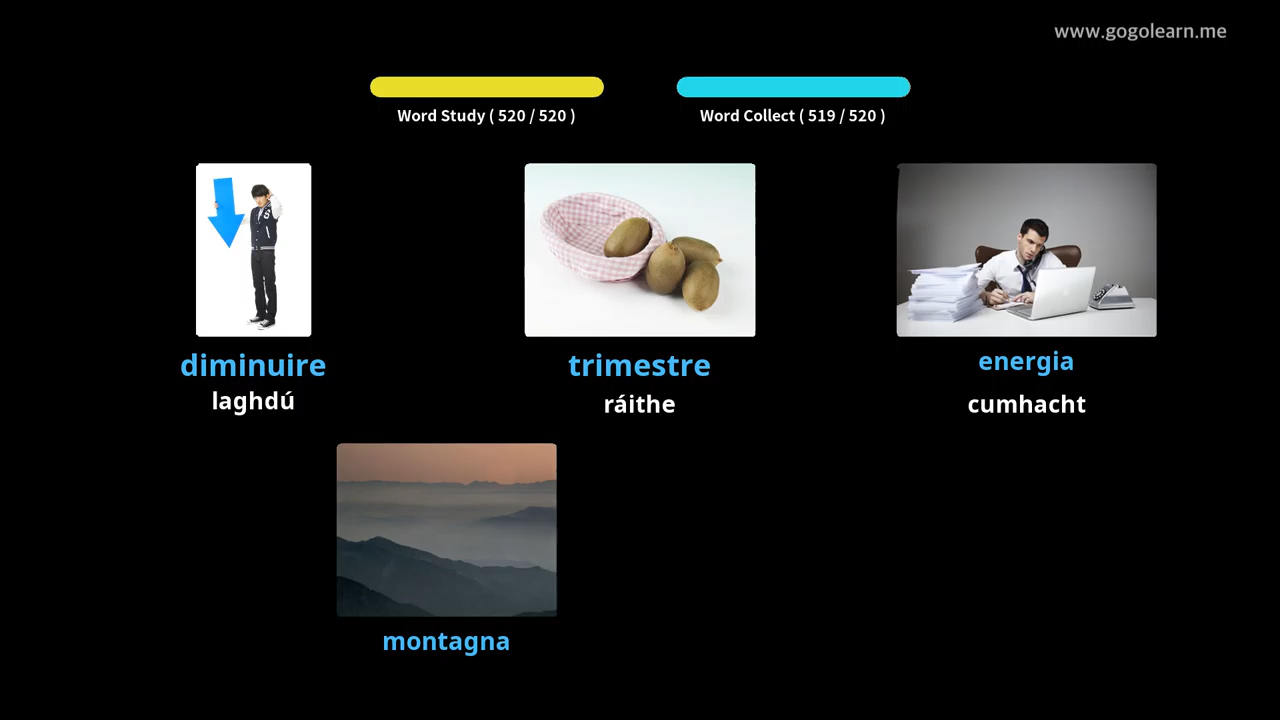 www.gogolearn.me
Word Study ( 520 / 520 )
Word Collect ( 519 / 520 )
diminuire
laghdú
trimestre
ráithe
energia
cumhacht
montagna